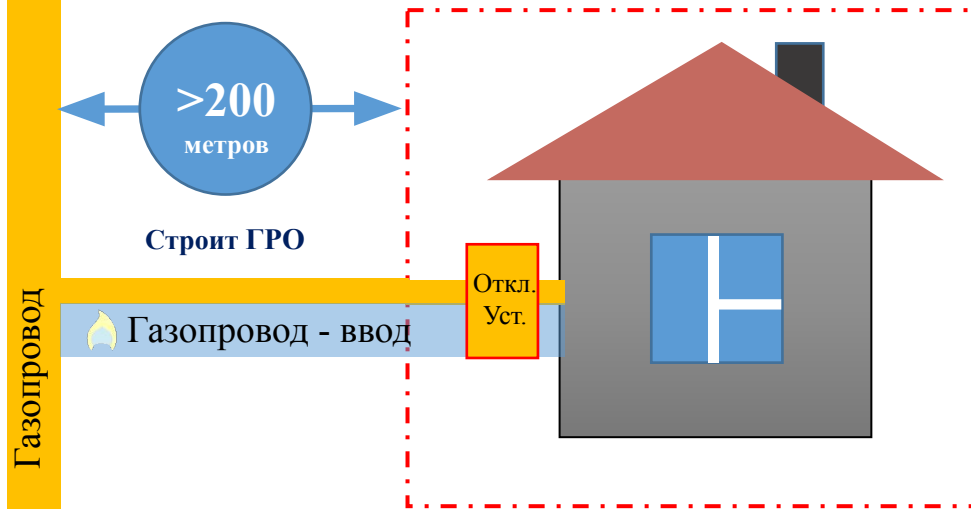 >200
метров
Строит ГРО
Откл.
Уст.
Газопровод - ввод
Газопровод